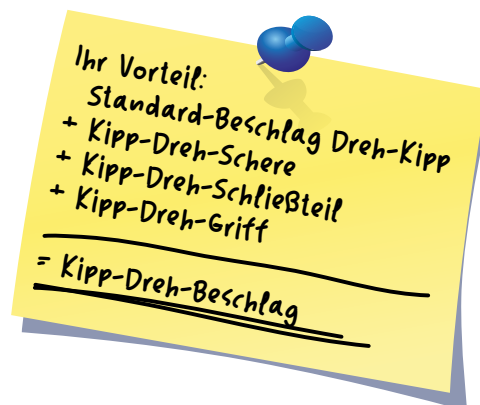 Ihr Vorteil:
Standard-Beschlag Dreh-Kipp
+ Kipp-Dreh-Schere
+ Kipp-Dreh-Schließteil
+ Kipp-Dreh-Griff
= Kipp-Dreh-Beschlag